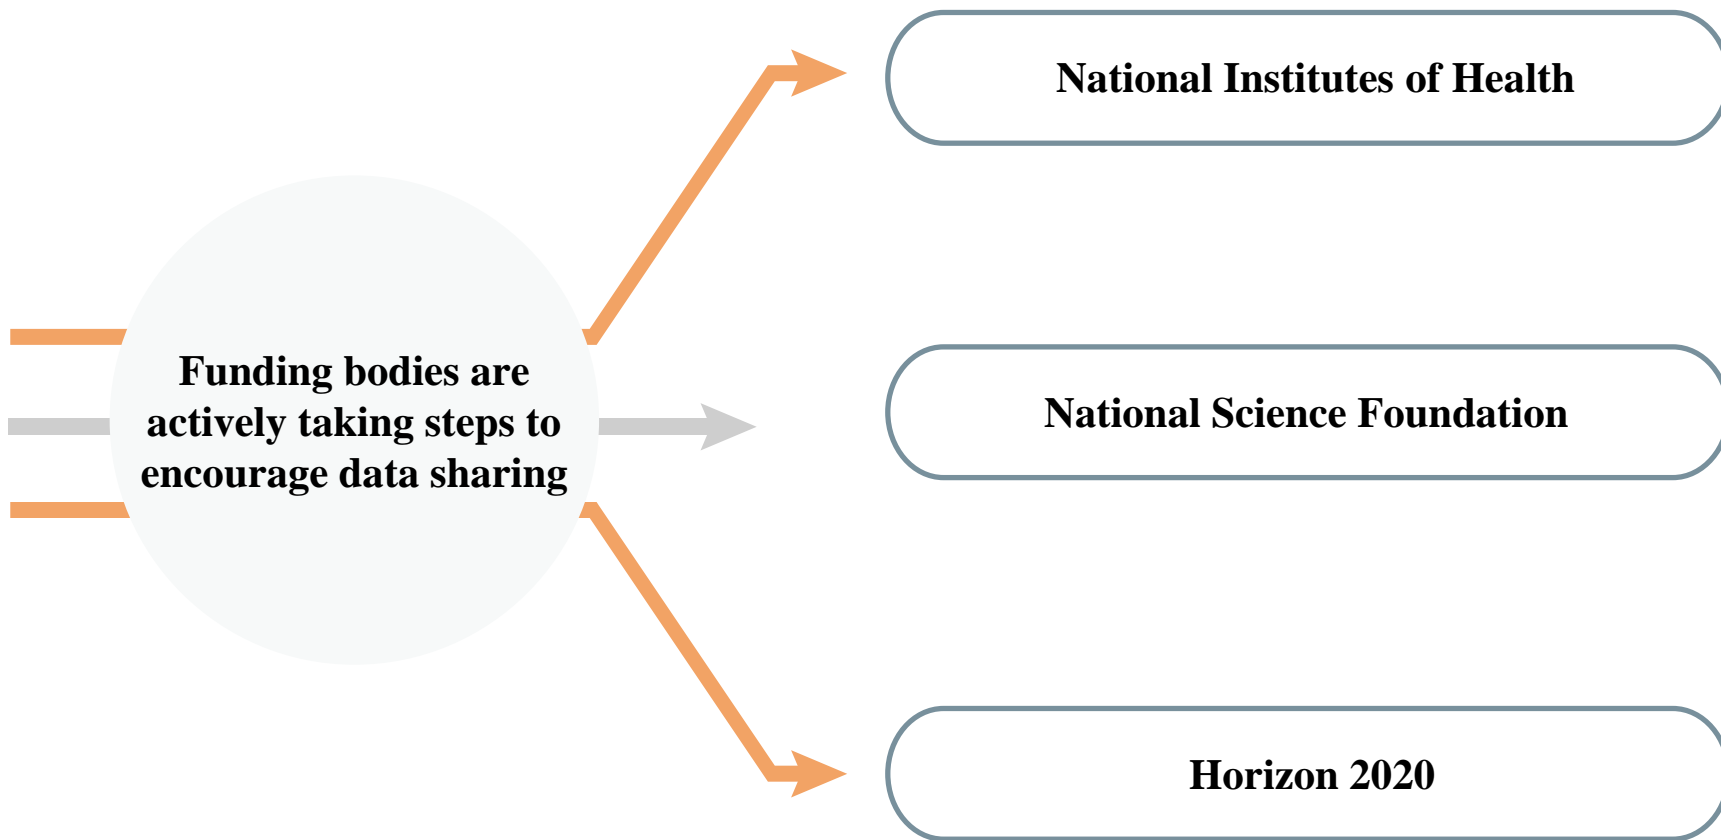 National Institutes of Health
Funding bodies are
actively taking steps to
encourage data sharing
National Science Foundation
Horizon 2020